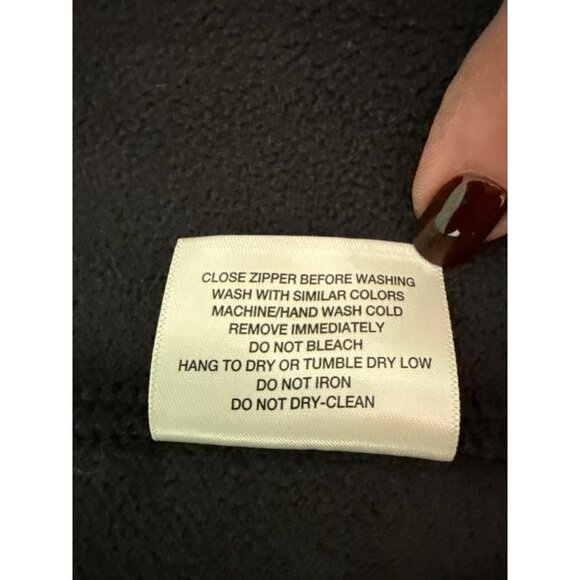 CLOSE ZIPPER BEFORE WASHING
WASH WITH SIMILAR COLORS
MACHINE/HAND WASH COLD
REMOVE IMMEDIATELY
DO NOT BLEACH
HANG TO DRY OR TUMBLE DRY LOW
DO NOT IRON
DO NOT DRY-CLEAN